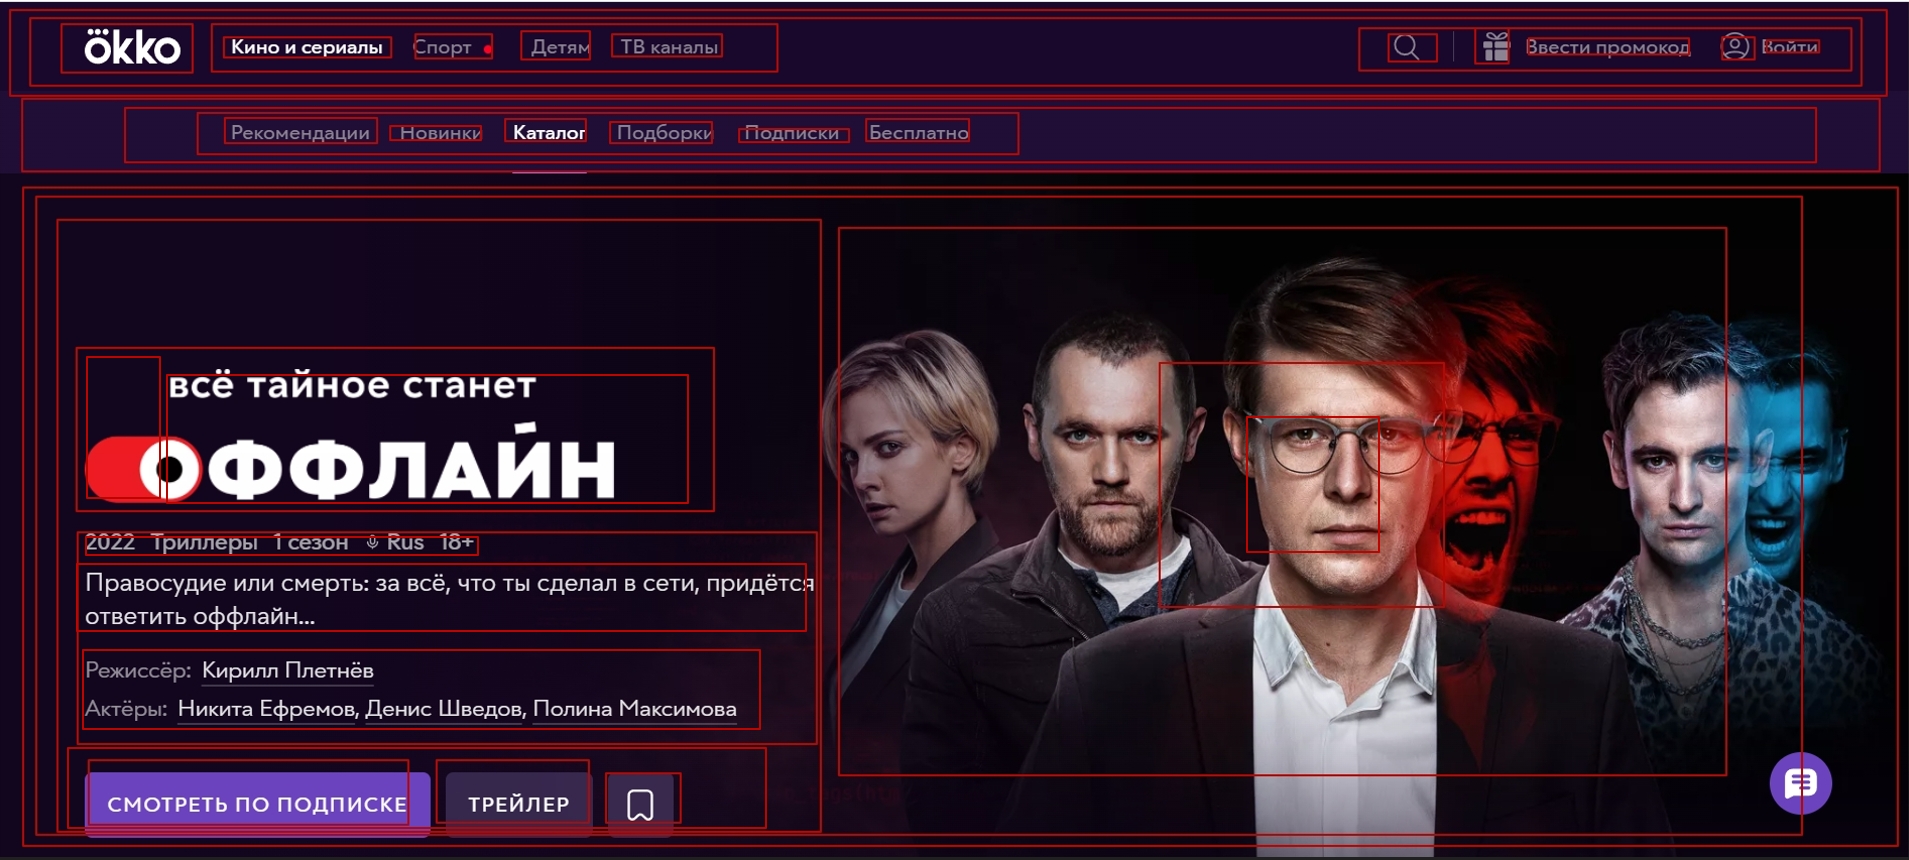 ökko Кино и сериалы Спорт Детям ТВ каналы Ввести промокод Войти
Рекомендации Новинки Каталог Подборки Подписки Бесплатно
всё тайное станет
ОФФЛАЙН
2022 Триллеры 1 сезон Rus 18+
Правосудие или смерть: за всё, что ты сделал в сети, придётся
ответить оффлайн...
Режиссёр: Кирилл Плетнёв
Актёры: Никита Ефремов, Денис Шведов, Полина Максимова
СМОТРЕТЬ ПО ПОДПИСКЕ ТРЕЙЛЕР